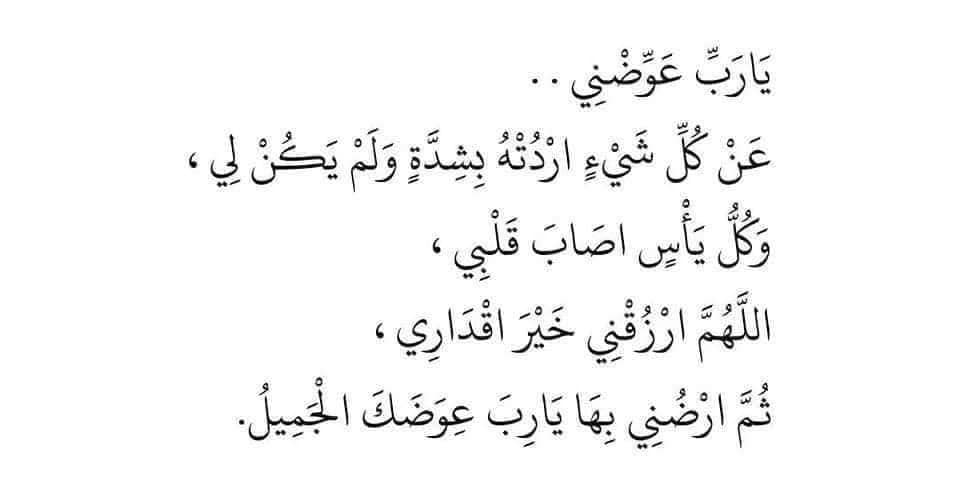 يَارَبِّ عَوِّضْنِي . .
عَنْ كُلِّ شَيْءٍ ارْدُتْهُ بِشِدَّةٍ وَلَمْ يَكُنْ لِي ،
وَكُلُّ يَأْسٍ اصَابَ قَلْبِي ،
اللَّهُمَّ ارْزُقْنِي خَيْرَ اقْدَارِي ،
ثُمَّ ارْضُنِي بِهَا يَارِبَ عِوَضَكَ الْجَمِيلُ.